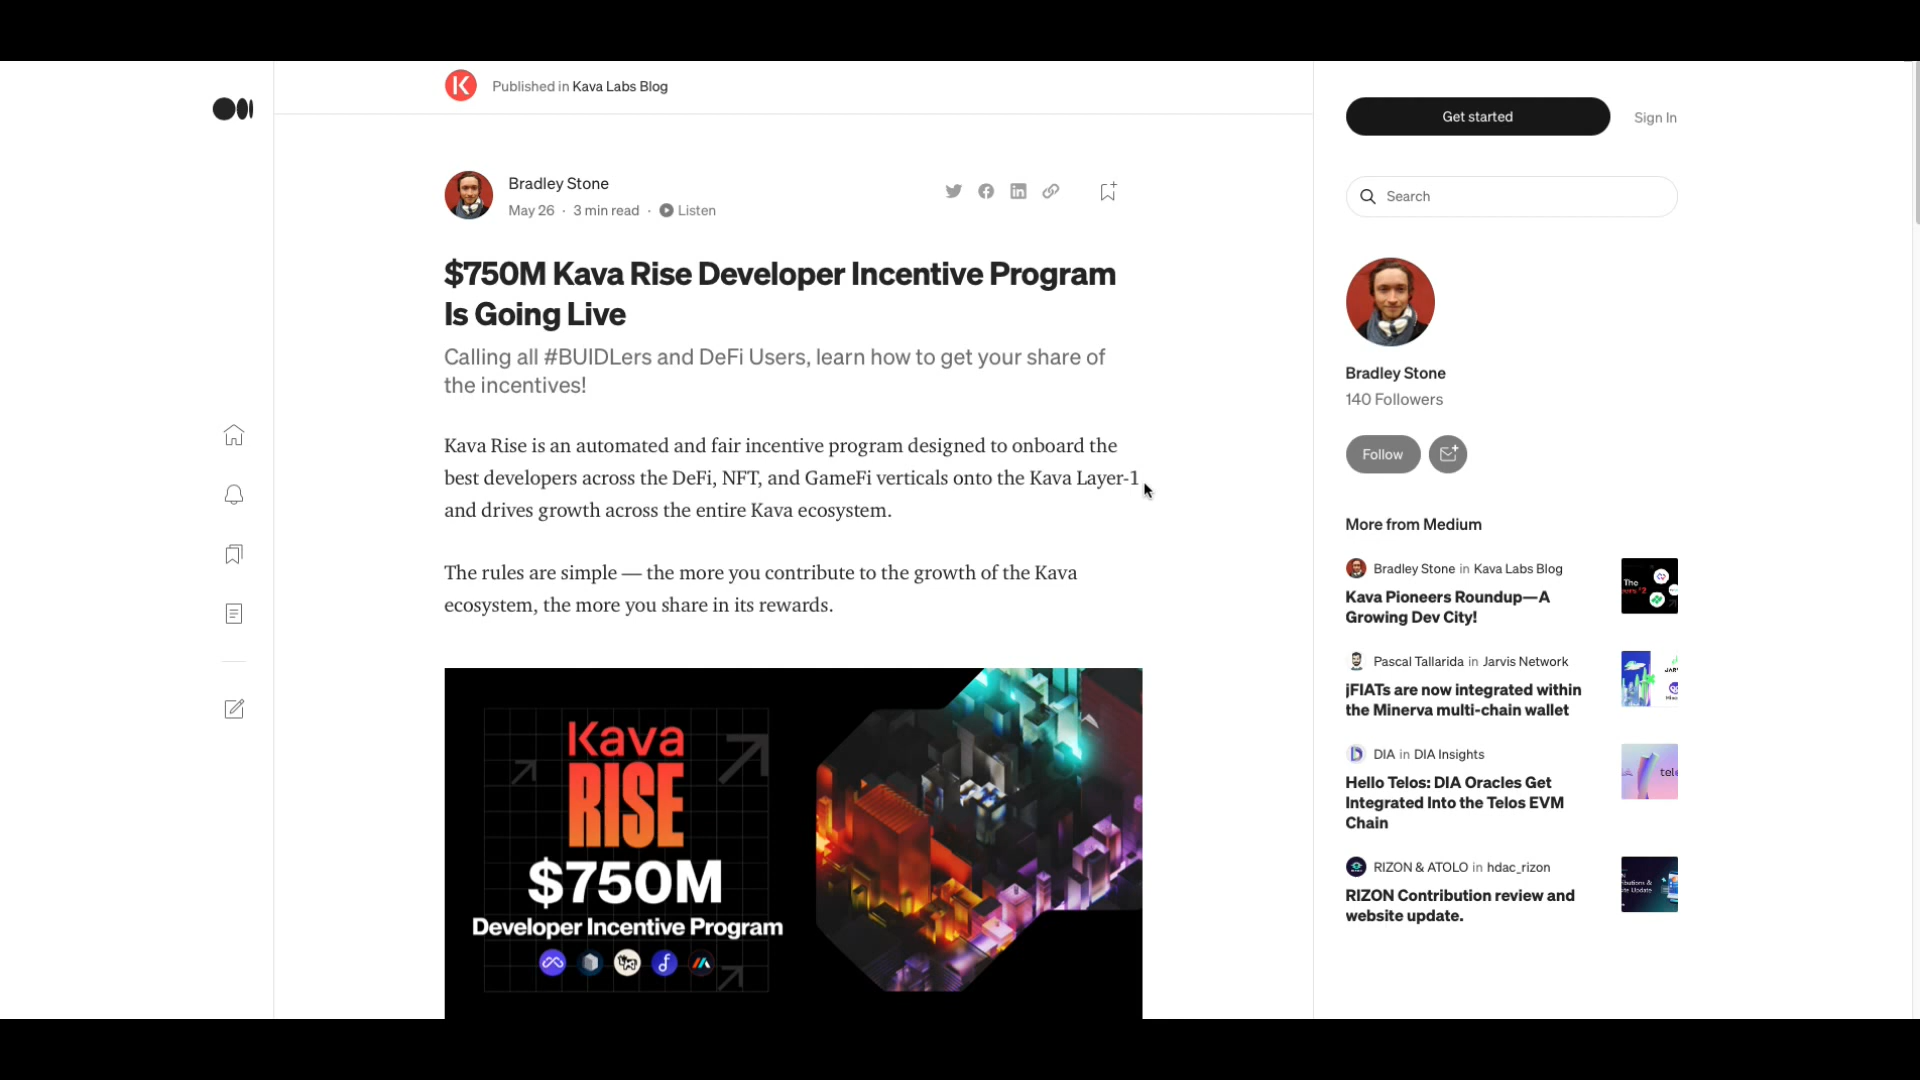 Published in Kava Labs Blog
Get started
Sign In
Bradley Stone
May 26 · 3 min read · Listen
Search
$750M Kava Rise Developer Incentive Program
Is Going Live
Calling all #BUIDLers and DeFi Users, learn how to get your share of
the incentives!
Kava Rise is an automated and fair incentive program designed to onboard the
best developers across the DeFi, NFT, and GameFi verticals onto the Kava Layer-1
and drives growth across the entire Kava ecosystem.
The rules are simple — the more you contribute to the growth of the Kava
ecosystem, the more you share in its rewards.
Kava
RISE
$750M
Developer Incentive Program
Bradley Stone
140 Followers
Follow
More from Medium
Bradley Stone in Kava Labs Blog
Kava Pioneers Roundup—A
Growing Dev City!
The
Pascal Tallarida in Jarvis Network
jFIATs are now integrated within
the Minerva multi-chain wallet
DIA in DIA Insights
Hello Telos: DIA Oracles Get
Integrated Into the Telos EVM
Chain
tel
RIZON & ATOLO in hdac_rizon
RIZON Contribution review and
website update.